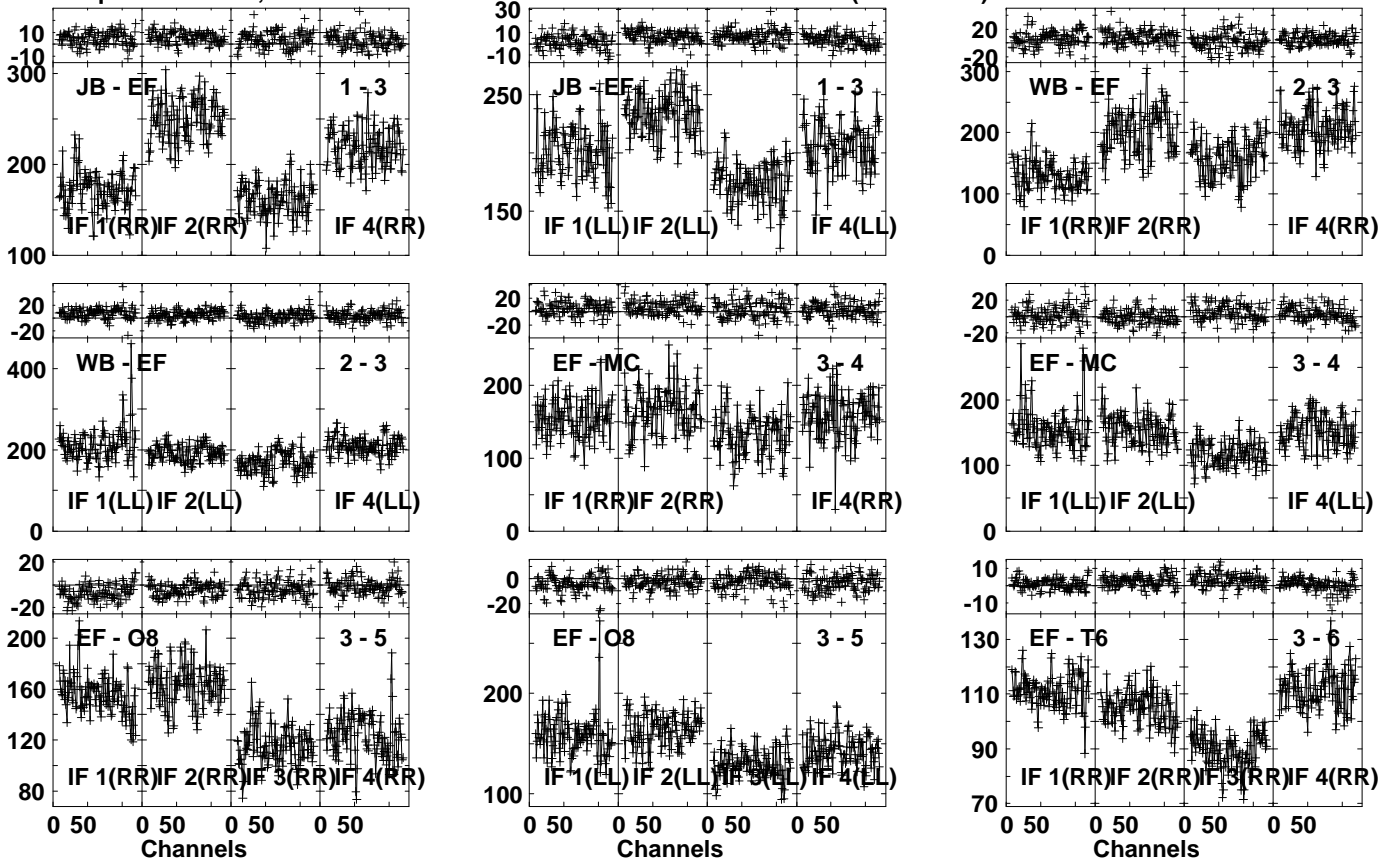 30
10
-10
10
-10
20
-20
300
200
100
JB - EF
1 - 3
IF 1(RR)
IF 2(RR)
IF 4(RR)
250
150
JB - EF
1 - 3
IF 1(LL)
IF 2(LL)
IF 4(LL)
300
200
100
0
WB - EF
2 - 3
IF 1(RR)
IF 2(RR)
IF 4(RR)
20
-20
20
-20
20
-20
400
200
0
WB - EF
2 - 3
IF 1(LL)
IF 2(LL)
IF 4(LL)
200
100
0
EF - MC
3 - 4
IF 1(RR)
IF 2(RR)
IF 4(RR)
200
100
0
EF - MC
3 - 4
IF 1(LL)
IF 2(LL)
IF 4(LL)
20
-20
0
-20
10
-10
200
160
120
80
EF - O8
3 - 5
IF 1(RR)
IF 2(RR)
IF 3(RR)
IF 4(RR)
200
100
EF - O8
3 - 5
IF 1(LL)
IF 2(LL)
IF 3(LL)
IF 4(LL)
130
110
90
70
EF - T6
3 - 6
IF 1(RR)
IF 2(RR)
IF 3(RR)
IF 4(RR)
0 50 0 50 0 50 0 50
0 50 0 50 0 50 0 50
0 50 0 50 0 50 0 50
Channels
Channels
Channels